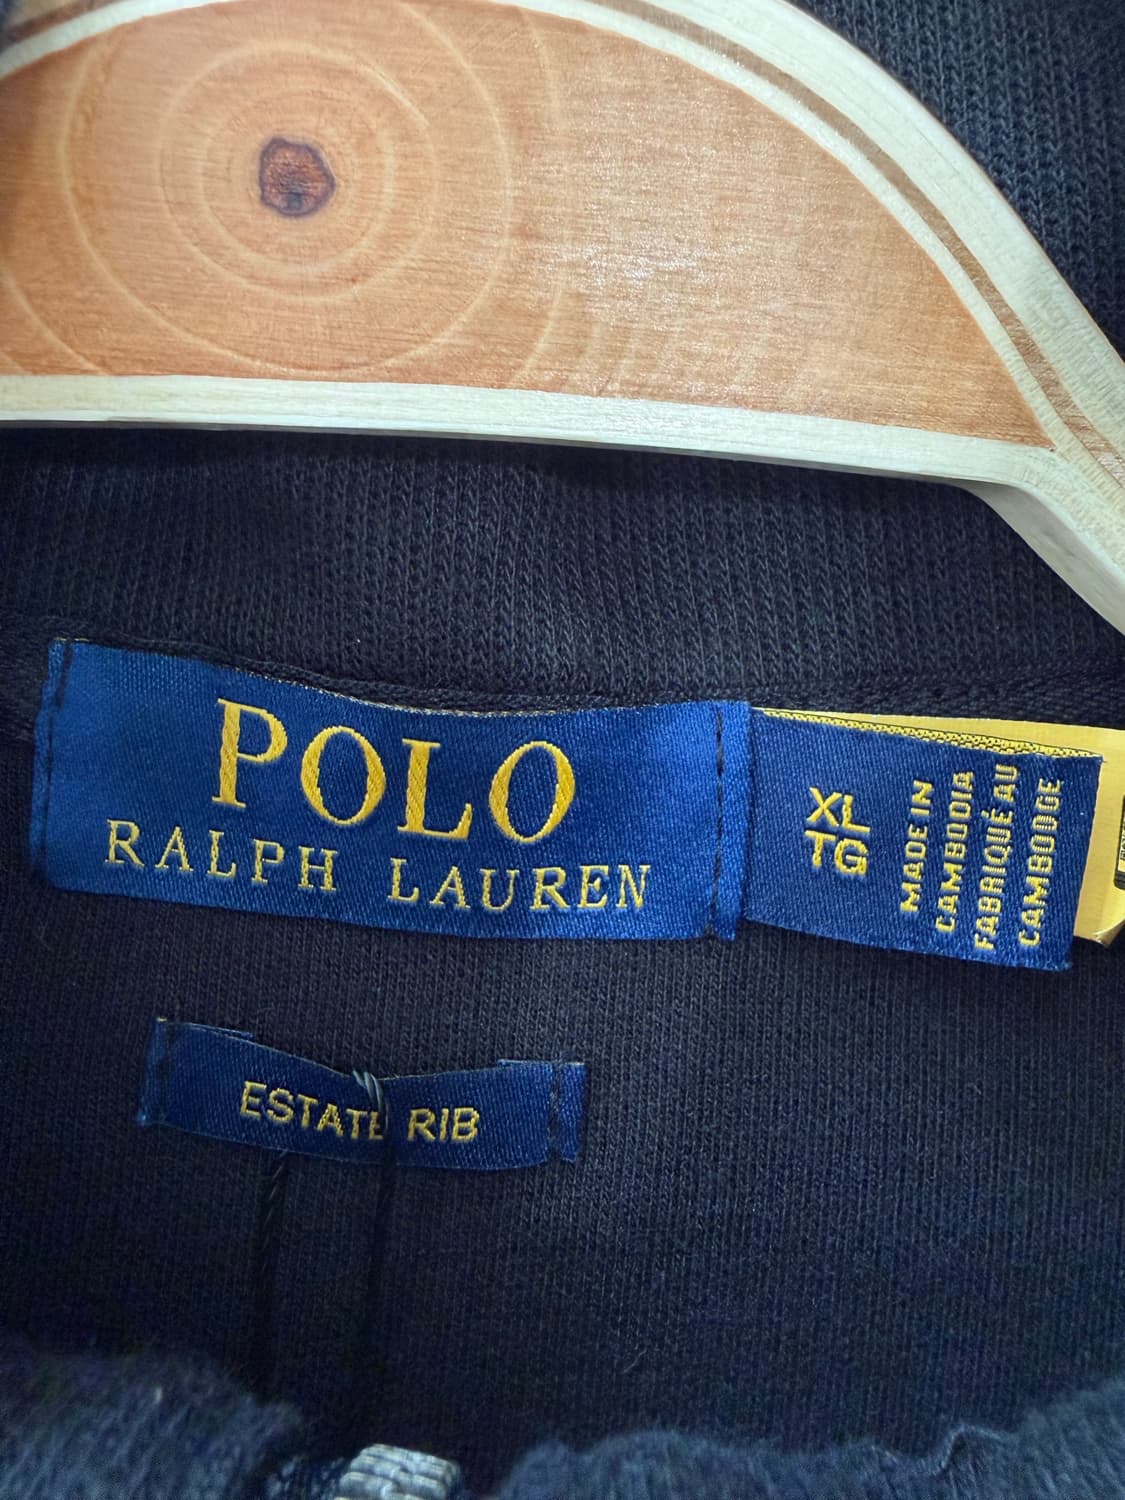 POLO
RALPH LAUREN
XL
TG
MADE IN
CAMBODIA
FABRIQUÉ AU
CAMBODGE
ESTATE RIB